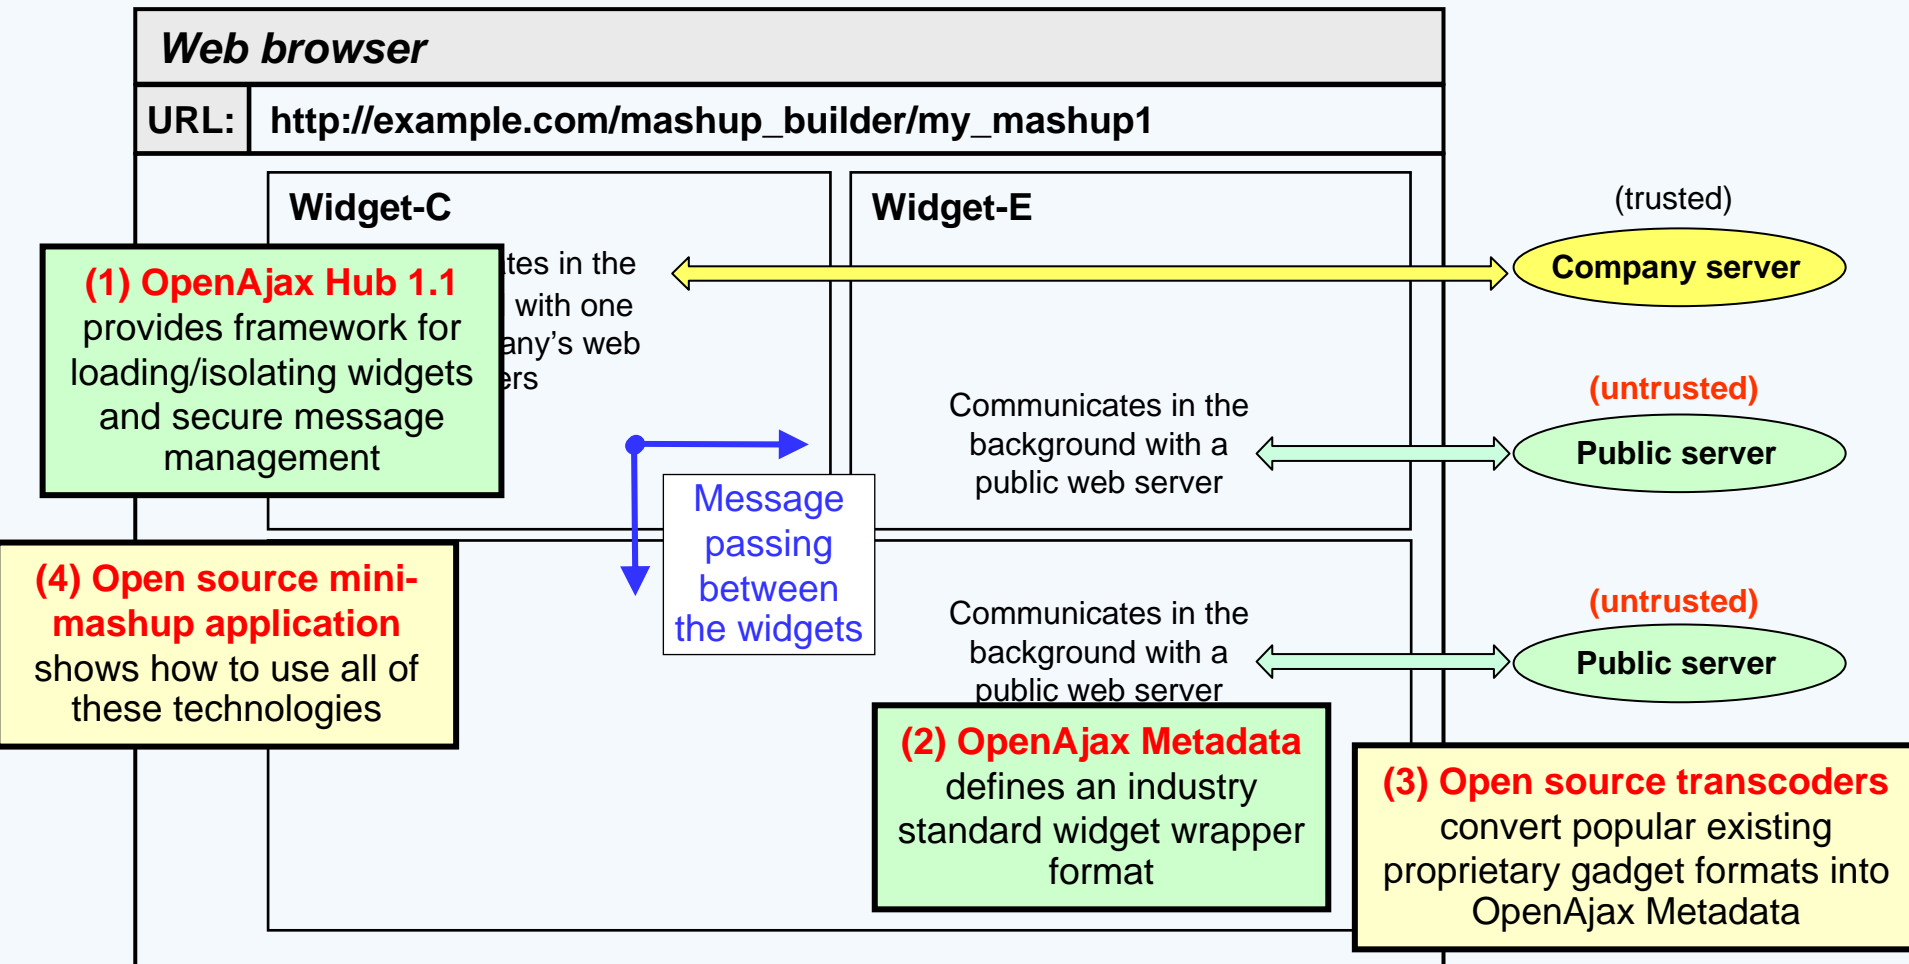 Web browser
URL: http://example.com/mashup_builder/my_mashup1
Widget-C
Widget-E
(1) OpenAjax Hub 1.1
provides framework for
loading/isolating widgets
and secure message
management
in the
with one
web
Message
passing
between
the widgets
Communicates in the
background with a
public web server
(trusted)
Company server
(untrusted)
Public server
(4) Open source mini-
mashup application
shows how to use all of
these technologies
Communicates in the
background with a
public web server
(untrusted)
Public server
(2) OpenAjax Metadata
defines an industry
standard widget wrapper
format
(3) Open source transcoders
convert popular existing
proprietary gadget formats into
OpenAjax Metadata